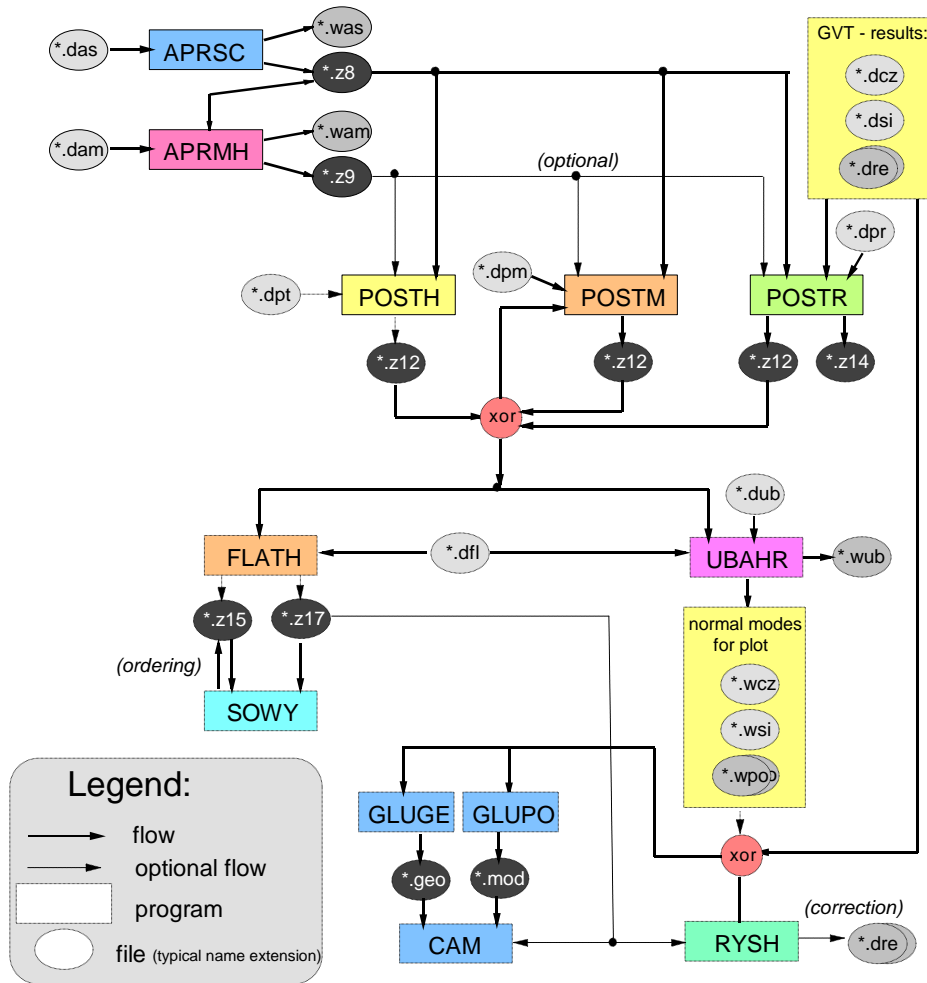 *.das
APRSC
*.was
*.z8
GVT - results:
*.dcz
*.dsi
*.dre
*.dam
APRMH
*.wam
*.z9
(optional)
*.dpr
*.dpt
POSTH
*.dpm
POSTM
POSTR
*.z12
*.z12
*.z12
*.z14
xor
*.dub
FLATH
*.dfl
UBAHR
*.wub
*.z15
*.z17
(ordering)
SOWY
normal modes
for plot
*.wcz
*.wsi
*.wpob
Legend:
flow
optional flow
program
file (typical name extension)
GLUGE
GLUPO
xor
*.geo
*.mod
(correction)
CAM
RYSH
*.dre